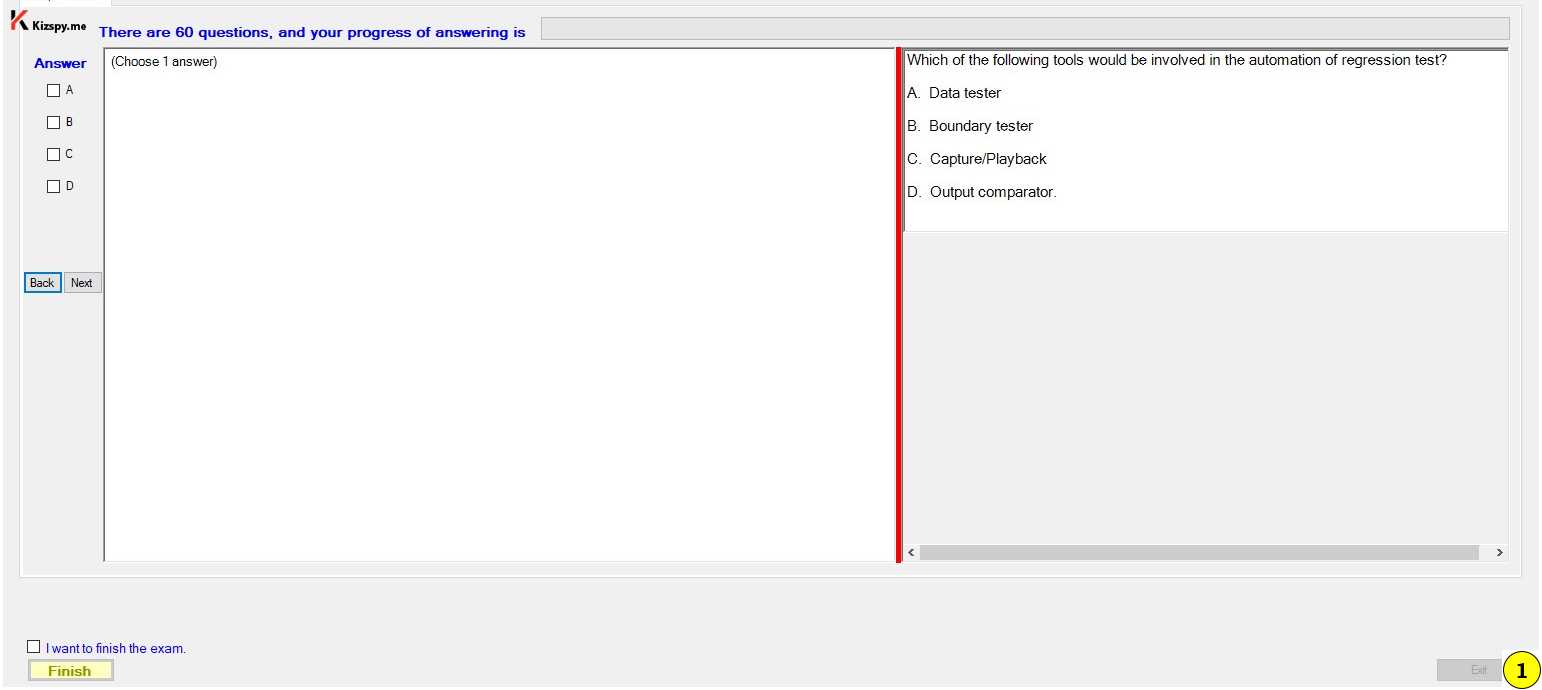 Kizspy.me
There are 60 questions, and your progress of answering is
Answer
A
B
C
D
Back
Next
(Choose 1 answer)
Which of the following tools would be involved in the automation of regression test?
A. Data tester
B. Boundary tester
C. Capture/Playback
D. Output comparator.
I want to finish the exam.
Finish
Exit
1